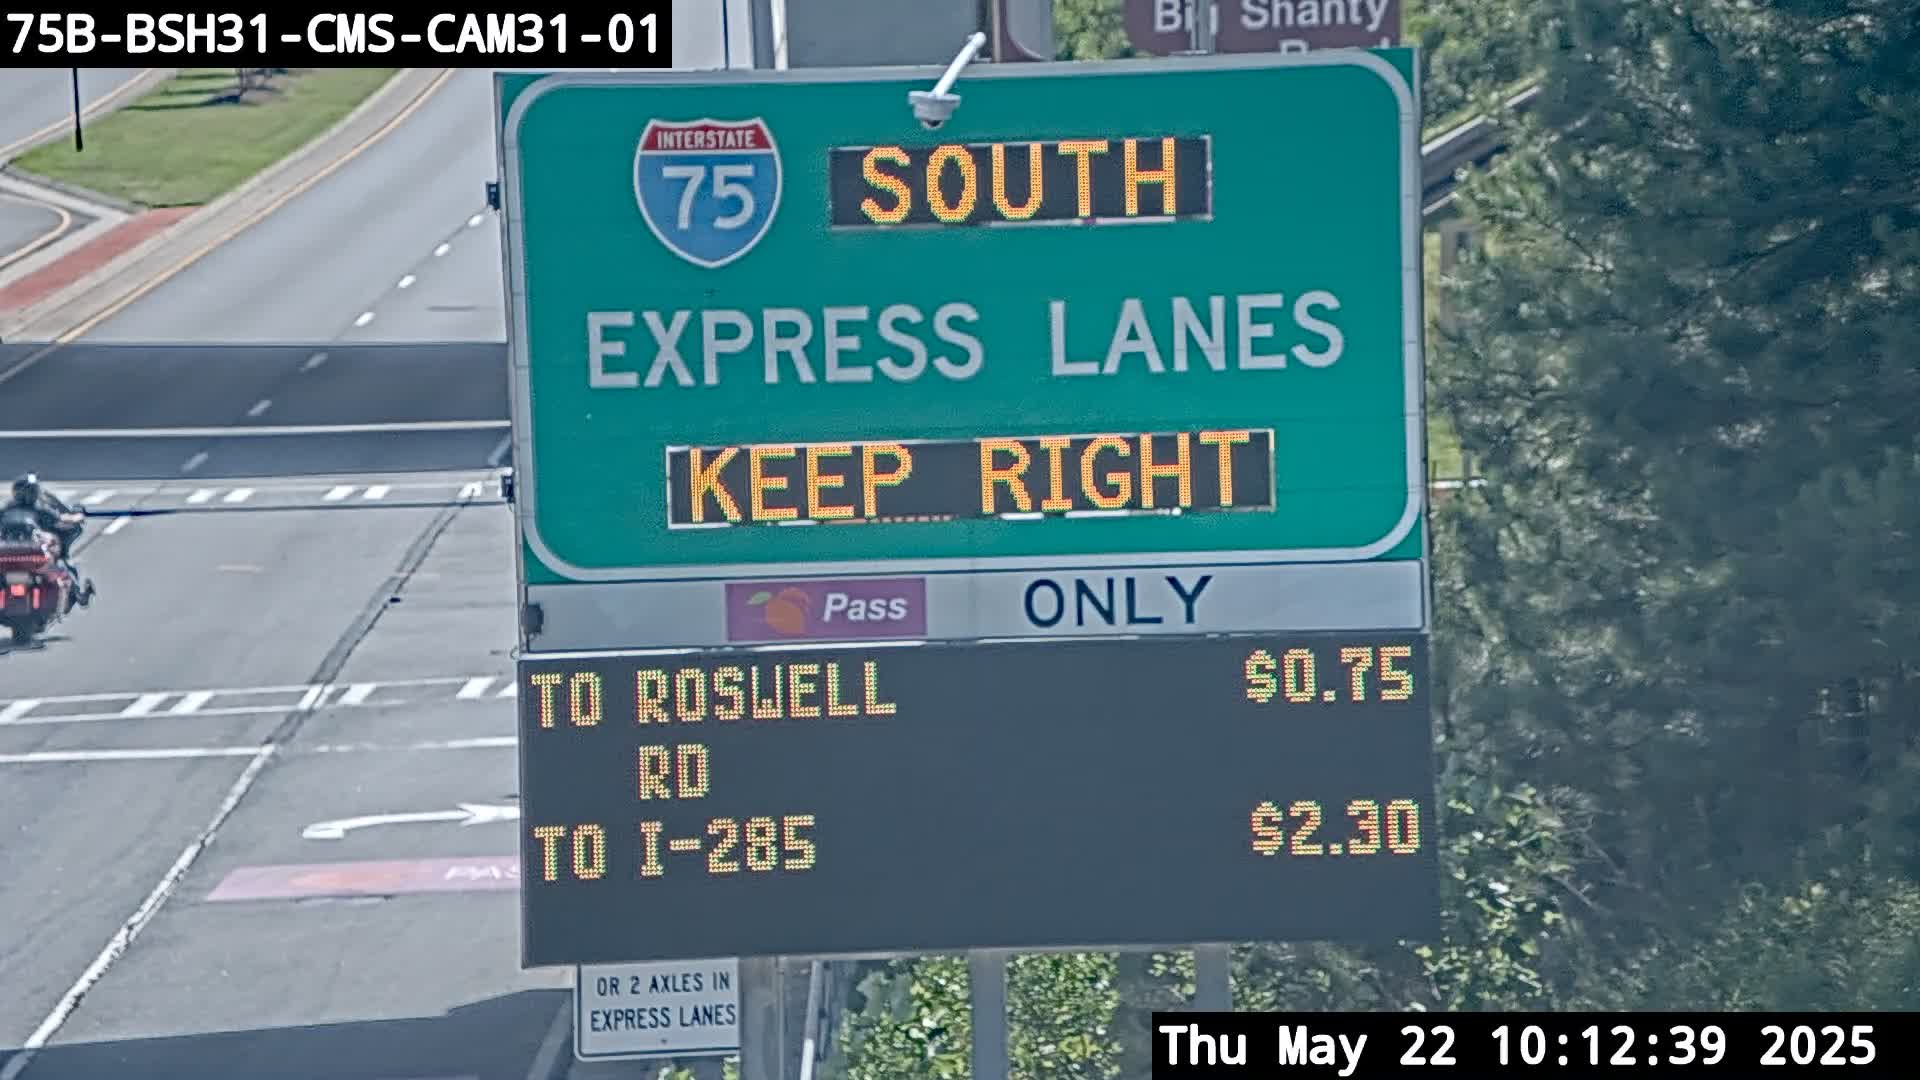 75B-BSH31-CMS-CAM31-01
Big Shanty
INTERSTATE
75
SOUTH
EXPRESS LANES
KEEP RIGHT
Pass ONLY
TO ROSWELL $0.75
RD
TO I-285 $2.30
OR 2 AXLES IN
EXPRESS LANES
Thu May 22 10:12:39 2025